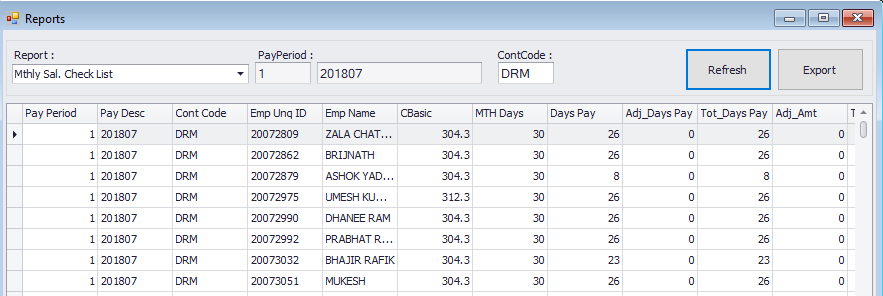 Reports
Report : PayPeriod : ContCode :
Mthly Sal. Check List 1 201807 DRM Refresh Export
Pay Period Pay Desc Cont Code Emp Unq ID Emp Name CBasic MTH Days Days Pay Adj_Days Pay Tot_Days Pay Adj_Amt T
1 201807 DRM 20072809 ZALA CHAT... 304.3 30 26 0 26 0
1 201807 DRM 20072862 BRIJNATH 304.3 30 26 0 26 0
1 201807 DRM 20072879 ASHOK YAD... 304.3 30 8 0 8 0
1 201807 DRM 20072975 UMESH KU... 312.3 30 26 0 26 0
1 201807 DRM 20072990 DHANEE RAM 304.3 30 26 0 26 0
1 201807 DRM 20072992 PRABHAT R... 304.3 30 26 0 26 0
1 201807 DRM 20073032 BHAJIR RAFIK 304.3 30 23 0 23 0
1 201807 DRM 20073051 MUKESH 304.3 30 26 0 26 0